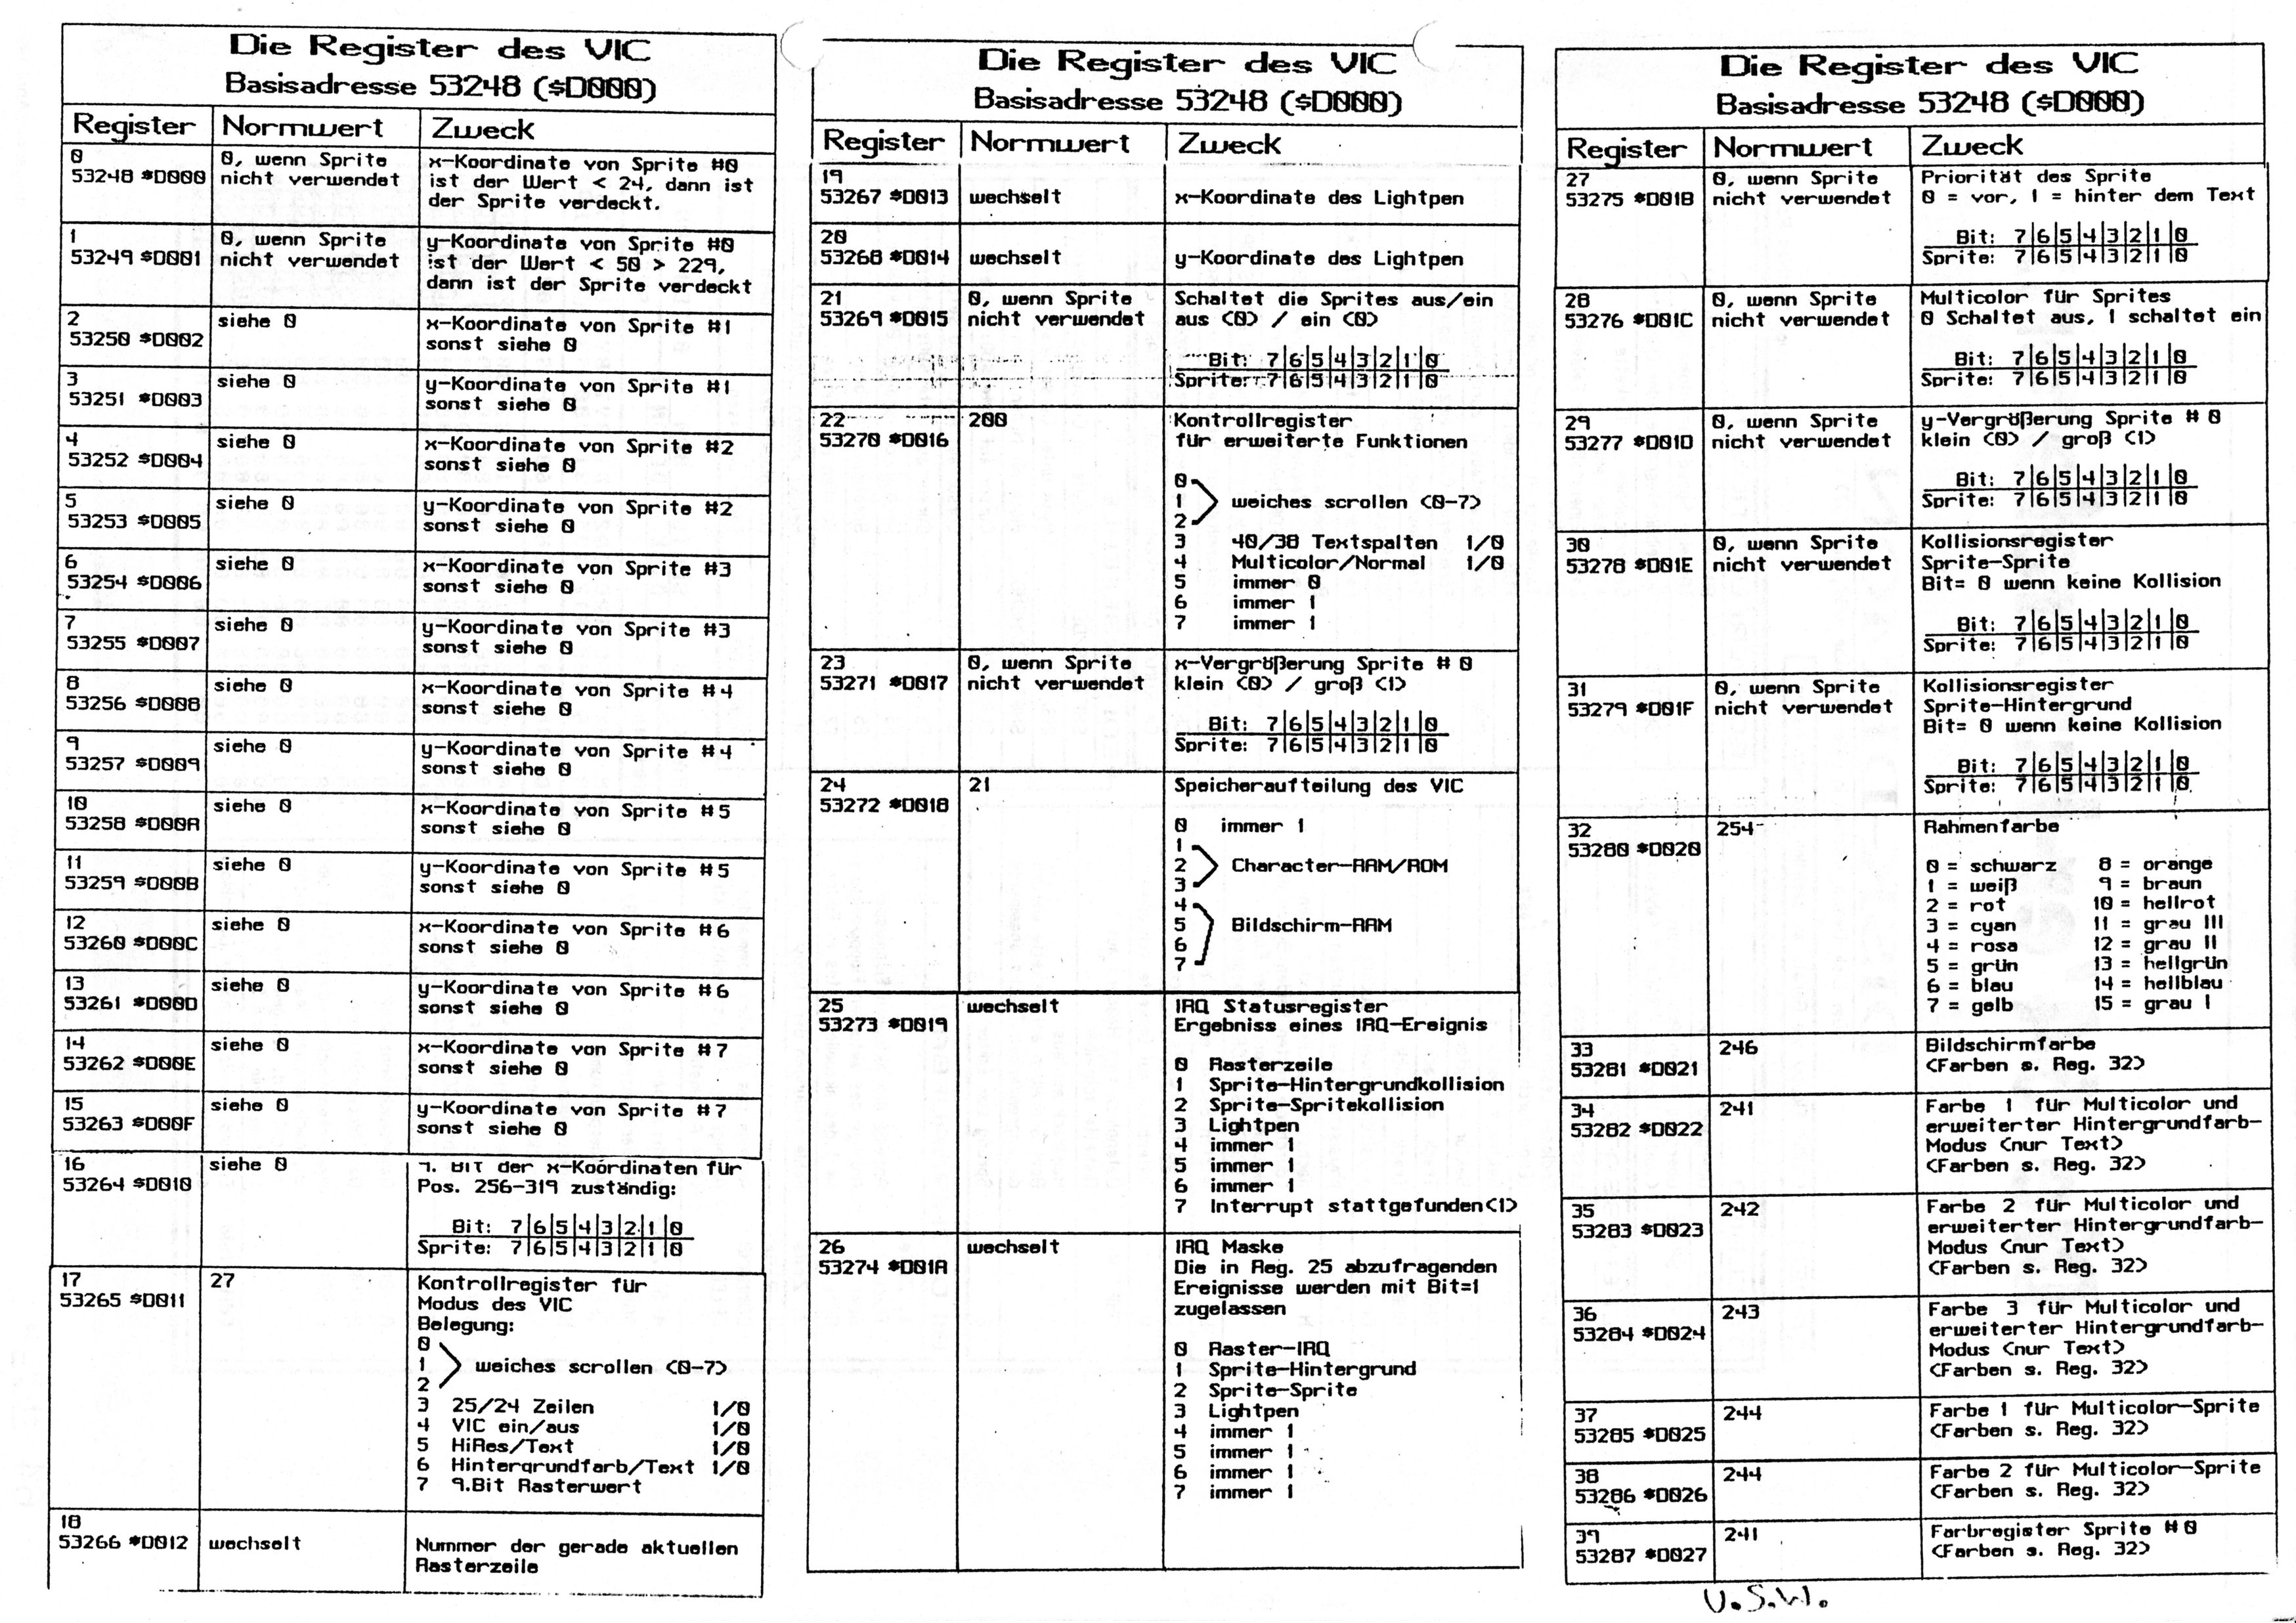 Die Register des VIC
Basisadresse 53248 ($D000)
Register Normwert Zweck
0 0, wenn Sprite x-Koordinate von Sprite #0
53248 $D000 nicht verwendet ist der Wert < 24, dann ist
der Sprite verdeckt.
1 0, wenn Sprite y-Koordinate von Sprite #0
53249 $D001 nicht verwendet ist der Wert < 50 > 229,
dann ist der Sprite verdeckt
2 siehe 0 x-Koordinate von Sprite #1
53250 $D002 sonst siehe 0
3 siehe 0 y-Koordinate von Sprite #1
53251 $D003 sonst siehe 0
4 siehe 0 x-Koordinate von Sprite #2
53252 $D004 sonst siehe 0
5 siehe 0 y-Koordinate von Sprite #2
53253 $D005 sonst siehe 0
6 siehe 0 x-Koordinate von Sprite #3
53254 $D006 sonst siehe 0
7 siehe 0 y-Koordinate von Sprite #3
53255 $D007 sonst siehe 0
8 siehe 0 x-Koordinate von Sprite #4
53256 $D008 sonst siehe 0
9 siehe 0 y-Koordinate von Sprite #4
53257 $D009 sonst siehe 0
10 siehe 0 x-Koordinate von Sprite #5
53258 $D00A sonst siehe 0
11 siehe 0 y-Koordinate von Sprite #5
53259 $D00B sonst siehe 0
12 siehe 0 x-Koordinate von Sprite #6
53260 $D00C sonst siehe 0
13 siehe 0 y-Koordinate von Sprite #6
53261 $D00D sonst siehe 0
14 siehe 0 x-Koordinate von Sprite #7
53262 $D00E sonst siehe 0
15 siehe 0 y-Koordinate von Sprite #7
53263 $D00F sonst siehe 0
16 siehe 0 9. BIT der x-Koordinaten für
53264 $D010 Pos. 256-319 zuständig:
Bit: 7|6|5|4|3|2|1|0
Sprite: 7|6|5|4|3|2|1|0
17 27 Kontrollregister für
53265 $D011 Modus des VIC
Belegung:
0
1 weiches scrollen <0-7>
2
3 25/24 Zeilen 1/0
4 VIC ein/aus 1/0
5 HiRes/Text 1/0
6 Hintergrundfarb/Text 1/0
7 9.Bit Rasterwert
18
53266 $D012 wechselt Nummer der gerade aktuellen
Rasterzeile
Die Register des VIC
Basisadresse 53248 ($D000)
Register Normwert Zweck
19
53267 $D013 wechselt x-Koordinate des Lightpen
20
53268 $D014 wechselt y-Koordinate des Lightpen
21 0, wenn Sprite Schaltet die Sprites aus/ein
53269 $D015 nicht verwendet aus <0> / ein <0>
Bit: 7|6|5|4|3|2|1|0
Sprite: 7|6|5|4|3|2|1|0
22 200 Kontrollregister
53270 $D016 für erweiterte Funktionen
0
1 weiches scrollen <0-7>
2
3 40/38 Textspalten 1/0
4 Multicolor/Normal 1/0
5 immer 0
6 immer 1
7 immer 1
23 0, wenn Sprite x-Vergrößerung Sprite # 0
53271 $D017 nicht verwendet klein <0> / groß <1>
Bit: 7|6|5|4|3|2|1|0
Sprite: 7|6|5|4|3|2|1|0
24 21 Speicheraufteilung des VIC
53272 $D018
0 immer 1
1
2 Character-RAM/ROM
3
4
5 Bildschirm-RAM
6
7
25 wechselt IRQ Statusregister
53273 $D019 Ergebniss eines IRQ-Ereignis
0 Rasterzeile
1 Sprite-Hintergrundkollision
2 Sprite-Spritekollision
3 Lightpen
4 immer 1
5 immer 1
6 immer 1
7 Interrupt stattgefunden<1>
26 wechselt IRQ Maske
53274 $D01A Die in Reg. 25 abzufragenden
Ereignisse werden mit Bit=1
zugelassen
0 Raster-IRQ
1 Sprite-Hintergrund
2 Sprite-Sprite
3 Lightpen
4 immer 1
5 immer 1
6 immer 1
7 immer 1
Die Register des VIC
Basisadresse 53248 ($D000)
Register Normwert Zweck
27 0, wenn Sprite Priorität des Sprite
53275 $D01B nicht verwendet 0 = vor, 1 = hinter dem Text
Bit: 7|6|5|4|3|2|1|0
Sprite: 7|6|5|4|3|2|1|0
28 0, wenn Sprite Multicolor für Sprites
53276 $D01C nicht verwendet 0 Schaltet aus, 1 schaltet ein
Bit: 7|6|5|4|3|2|1|0
Sprite: 7|6|5|4|3|2|1|0
29 0, wenn Sprite y-Vergrößerung Sprite # 0
53277 $D01D nicht verwendet klein <0> / groß <1>
Bit: 7|6|5|4|3|2|1|0
Sprite: 7|6|5|4|3|2|1|0
30 0, wenn Sprite Kollisionsregister
53278 $D01E nicht verwendet Sprite-Sprite
Bit= 0 wenn keine Kollision
Bit: 7|6|5|4|3|2|1|0
Sprite: 7|6|5|4|3|2|1|0
31 0, wenn Sprite Kollisionsregister
53279 $D01F nicht verwendet Sprite-Hintergrund
Bit= 0 wenn keine Kollision
Bit: 7|6|5|4|3|2|1|0
Sprite: 7|6|5|4|3|2|1|0
32 254 Rahmenfarbe
53280 $D020
0 = schwarz 8 = orange
1 = weiß 9 = braun
2 = rot 10 = hellrot
3 = cyan 11 = grau III
4 = rosa 12 = grau II
5 = grün 13 = hellgrün
6 = blau 14 = hellblau
7 = gelb 15 = grau I
33 246 Bildschirmfarbe
53281 $D021 <Farben s. Reg. 32>
34 241 Farbe 1 für Multicolor und
53282 $D022 erweiterter Hintergrundfarb-
Modus <nur Text>
<Farben s. Reg. 32>
35 242 Farbe 2 für Multicolor und
53283 $D023 erweiterter Hintergrundfarb-
Modus <nur Text>
<Farben s. Reg. 32>
36 243 Farbe 3 für Multicolor und
53284 $D024 erweiterter Hintergrundfarb-
Modus <nur Text>
<Farben s. Reg. 32>
37 244 Farbe 1 für Multicolor-Sprite
53285 $D025 <Farben s. Reg. 32>
38 244 Farbe 2 für Multicolor-Sprite
53286 $D026 <Farben s. Reg. 32>
39 241 Farbregister Sprite # 0
53287 $D027 <Farben s. Reg. 32>
U.S.W.